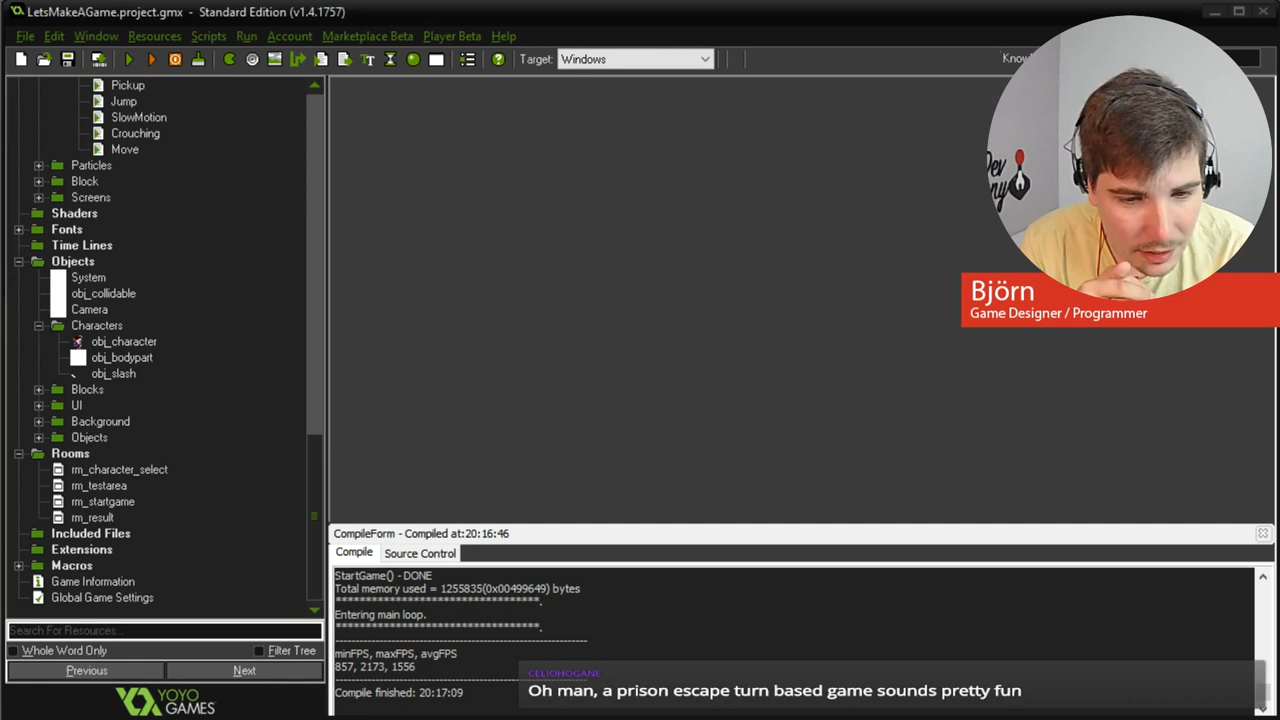 LetsMakeAGame.project.gmx - Standard Edition (v1.4.1757)
File Edit Window Resources Scripts Run Account Marketplace Beta Player Beta Help
Target: Windows
Pickup
Jump
SlowMotion
Crouching
Move
Particles
Block
Screens
Shaders
Fonts
Time Lines
Objects
System
obj_collidable
Camera
Characters
obj_character
obj_bodypart
obj_slash
Blocks
UI
Background
Objects
Rooms
rm_character_select
rm_testarea
rm_startgame
rm_result
Included Files
Extensions
Macros
Game Information
Global Game Settings
Search For Resources...
Whole Word Only Filter Tree
Previous Next
YOYO
GAMES
Björn
Game Designer / Programmer
CompileForm - Compiled at:20:16:46
Compile Source Control
StartGame() - DONE
Total memory used = 1255835(0x00499649) bytes
**********************************.
Entering main loop.
**********************************.
minFPS, maxFPS, avgFPS
857, 2173, 1556
Compile finished: 20:17:09
CELIOHOGANE
Oh man, a prison escape turn based game sounds pretty fun